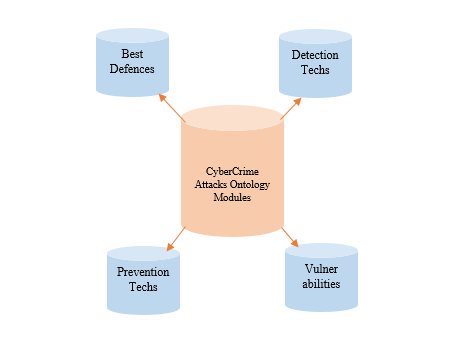 Best
Defences
Detection
Techs
CyberCrime
Attacks Ontology
Modules
Prevention
Techs
Vulner
abilities